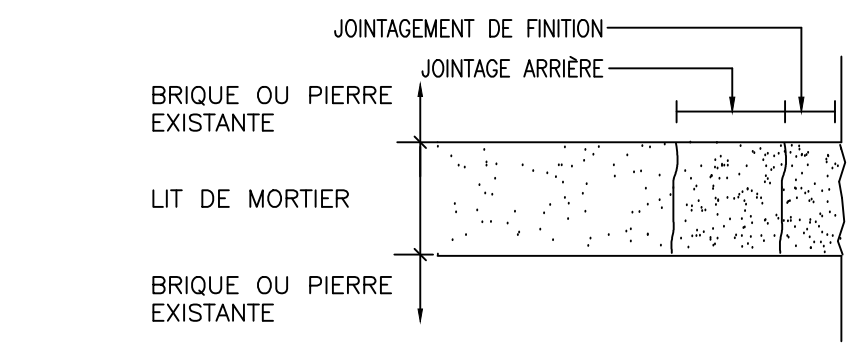 JOINTAGEMENT DE FINITION
JOINTAGE ARRIÈRE
BRIQUE OU PIERRE
EXISTANTE
LIT DE MORTIER
BRIQUE OU PIERRE
EXISTANTE